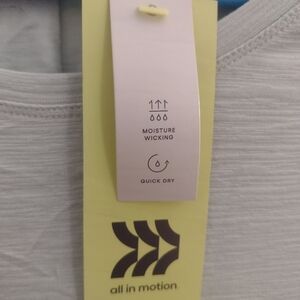 MOISTURE
WICKING
QUICK DRY
all in motion